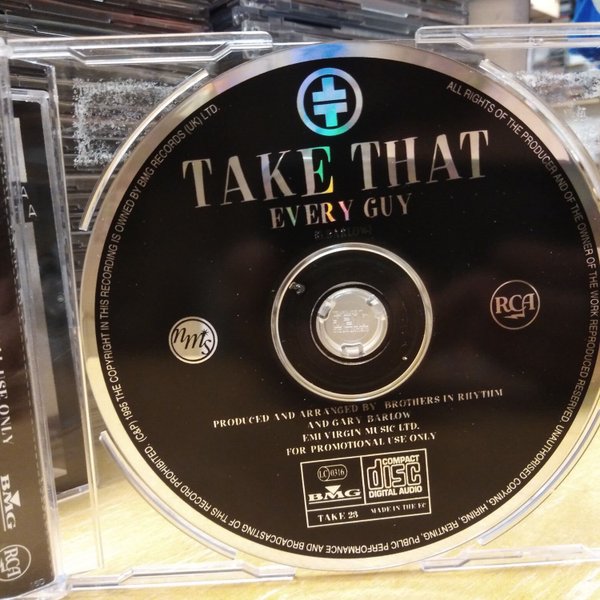 TAKE THAT
EVERY GUY
nms
RCA
PRODUCED AND ARRANGED BY BROTHERS IN RHYTHM
AND GARY BARLOW
EMI VIRGIN MUSIC LTD.
FOR PROMOTIONAL USE ONLY
LC 0316
BMG
COMPACT
disc
DIGITAL AUDIO
TAKE 23
MADE IN THE EC
(C&P) 1995 THE COPYRIGHT IN THIS RECORDING IS OWNED BY BMG RECORDS (UK) LTD.
ALL RIGHTS OF THE PRODUCER AND OF THE OWNER OF THE WORK REPRODUCED RESERVED. UNAUTHORISED COPYING, HIRING, RENTING, PUBLIC PERFORMANCE AND BROADCASTING OF THIS RECORD PROHIBITED.
USE ONLY
BMG
RCA